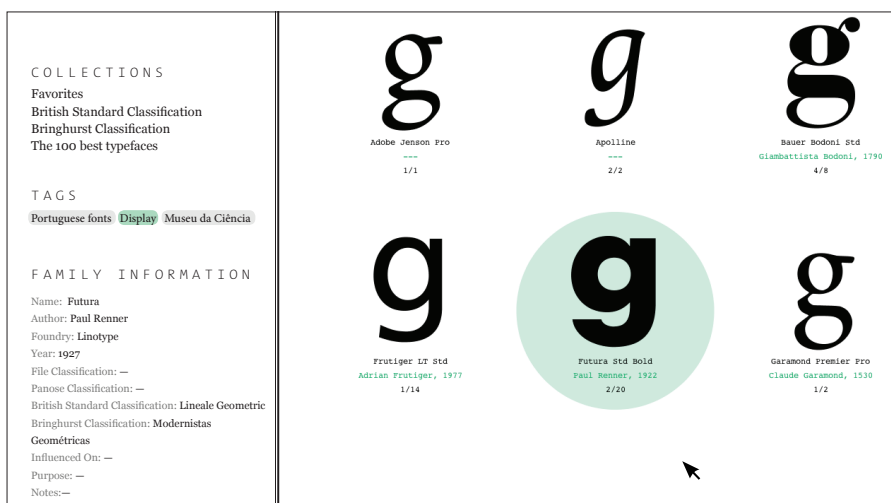 COLLECTIONS
Favorites
British Standard Classification
Bringhurst Classification
The 100 best typefaces
TAGS
Portuguese fonts Display Museu da Ciência
FAMILY INFORMATION
Name: Futura
Author: Paul Renner
Foundry: Linotype
Year: 1927
File Classification: —
Panose Classification: —
British Standard Classification: Lineale Geometric
Bringhurst Classification: Modernistas
Geométricas
Influenced On: —
Purpose: —
Notes:—
g g g
Adobe Jenson Pro
---
1/1
Apolline
---
2/2
Bauer Bodoni Std
Giambattista Bodoni, 1790
4/8
g g g
Frutiger LT Std
Adrian Frutiger, 1977
1/14
Futura Std Bold
Paul Renner, 1922
2/20
Garamond Premier Pro
Claude Garamond, 1530
1/2